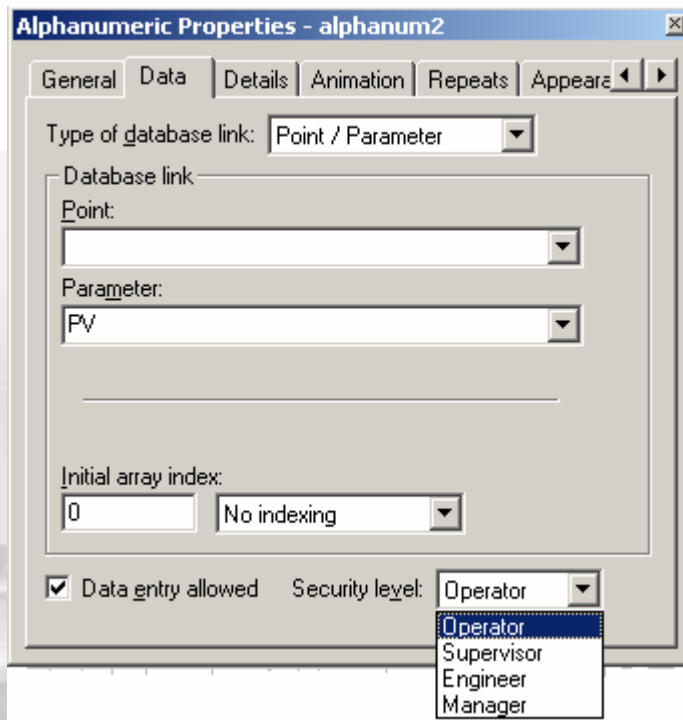 Alphanumeric Properties - alphanum2
General Data Details Animation Repeats Appeara
Type of database link: Point / Parameter
Database link
Point:
Parameter:
PV
Initial array index:
0 No indexing
Data entry allowed Security level: Operator
Operator
Supervisor
Engineer
Manager